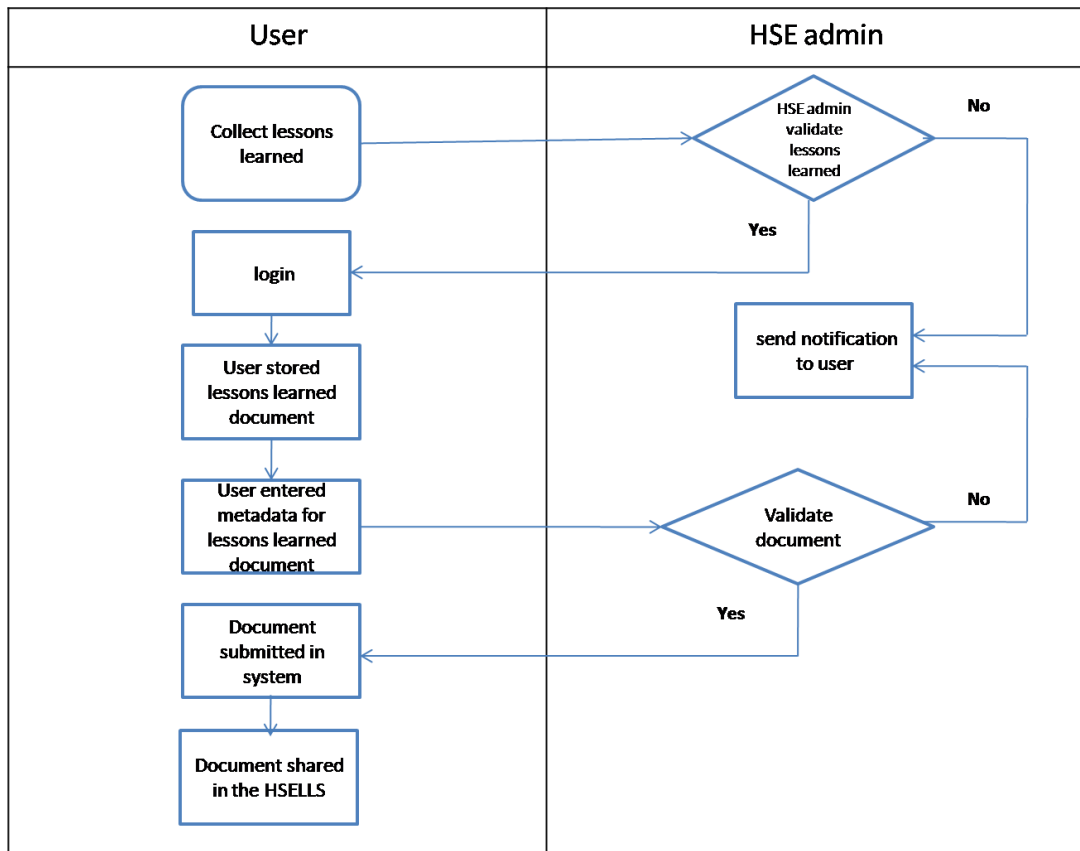 User
HSE admin
Collect lessons
learned
HSE admin
validate
lessons
learned
No
Yes
login
send notification
to user
User stored
lessons learned
document
User entered
metadata for
lessons learned
document
Validate
document
No
Yes
Document
submitted in
system
Document shared
in the HSELLS